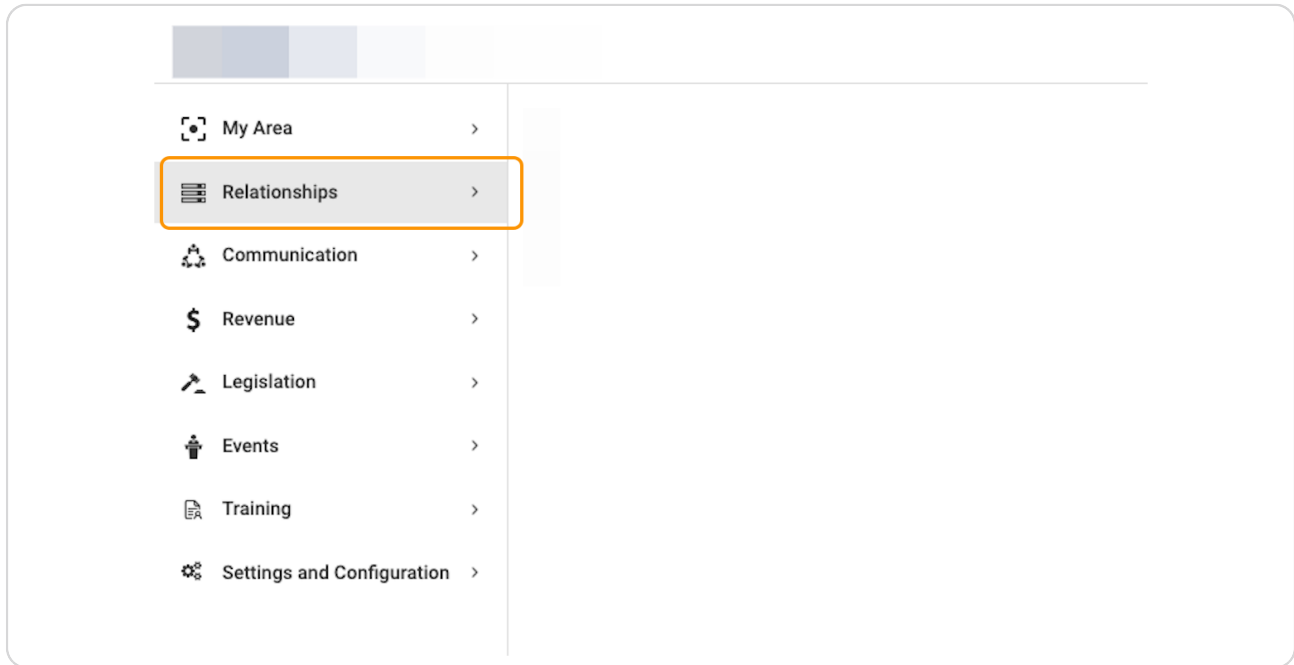 My Area
Relationships
Communication
Revenue
Legislation
Events
Training
Settings and Configuration